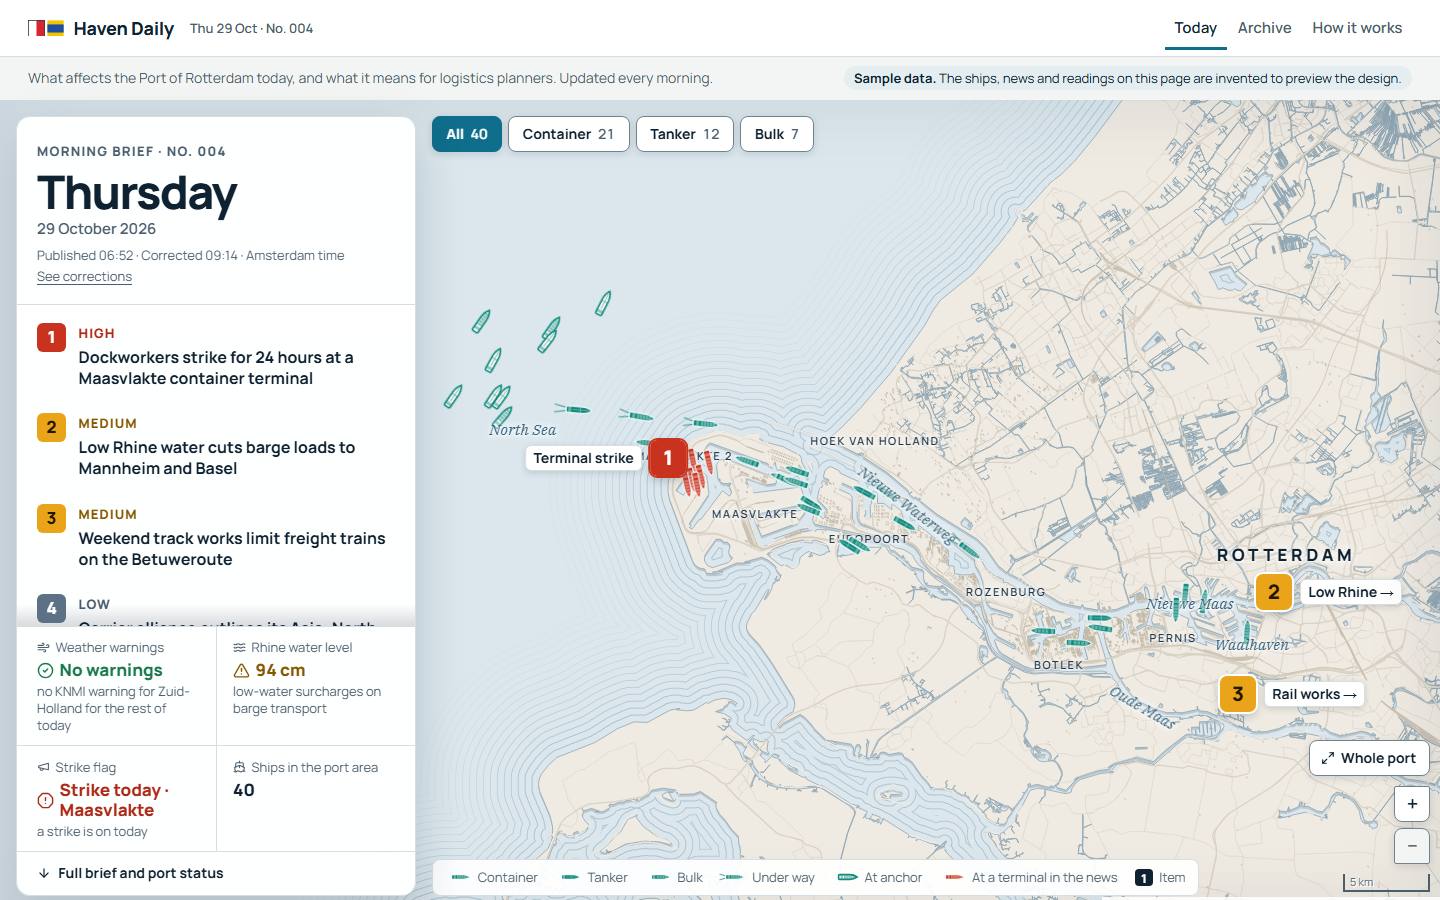 Haven Daily
Thu 29 Oct · No. 004
Today
Archive
How it works
What affects the Port of Rotterdam today, and what it means for logistics planners. Updated every morning.
Sample data. The ships, news and readings on this page are invented to preview the design.
MORNING BRIEF · NO. 004
Thursday
29 October 2026
Published 06:52 · Corrected 09:14 · Amsterdam time
See corrections
1
HIGH
Dockworkers strike for 24 hours at a
Maasvlakte container terminal
2
MEDIUM
Low Rhine water cuts barge loads to
Mannheim and Basel
3
MEDIUM
Weekend track works limit freight trains
on the Betuweroute
4
LOW
Weather warnings
No warnings
no KNMI warning for Zuid-
Holland for the rest of
today
Rhine water level
94 cm
low-water surcharges on
barge transport
Strike flag
Strike today ·
Maasvlakte
a strike is on today
Ships in the port area
40
↓ Full brief and port status
All 40
Container 21
Tanker 12
Bulk 7
North Sea
HOEK VAN HOLLAND
Terminal strike
1
2
Nieuwe Waterweg
MAASVLAKTE
EUROPOORT
ROTTERDAM
ROZENBURG
2
Low Rhine →
Nieuwe Maas
PERNIS
Waalhaven
BOTLEK
3
Rail works →
Oude Maas
Whole port
+
−
Container
Tanker
Bulk
Under way
At anchor
At a terminal in the news
1 Item
5 km